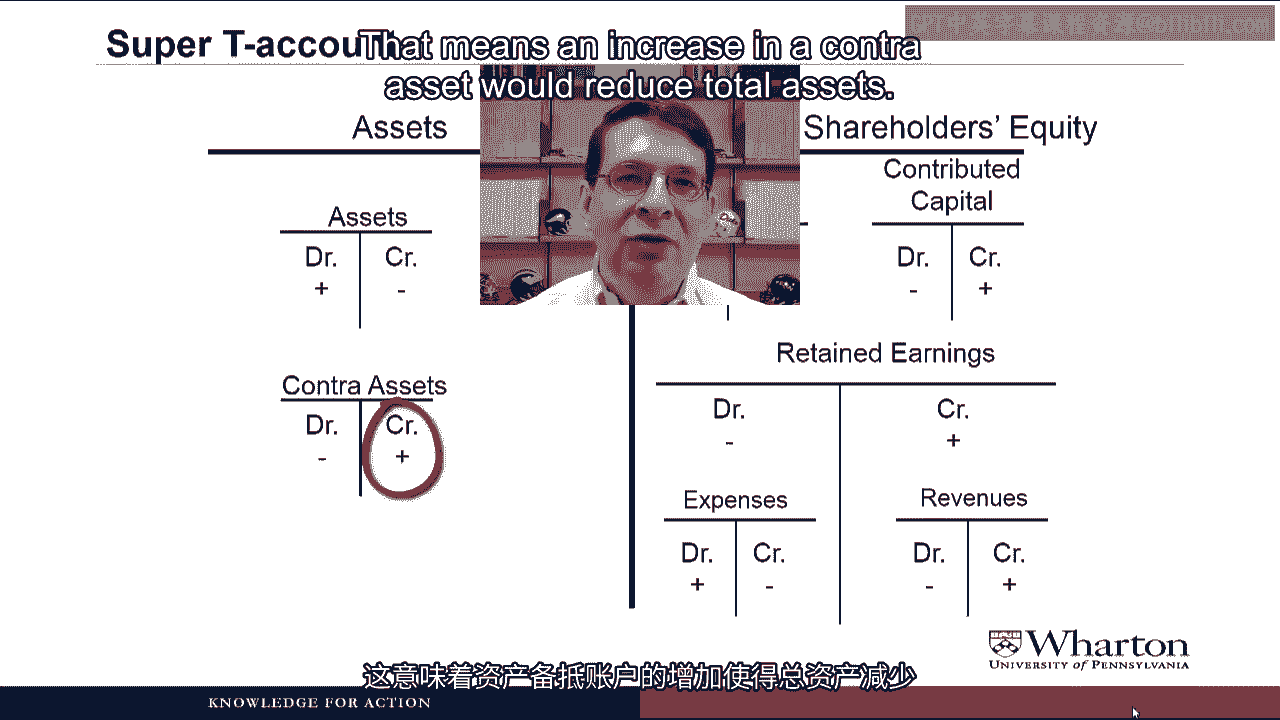 Super T-accou
That means an increase in a contra
asset would reduce total assets.
Assets
Shareholders’ Equity
Contributed
Capital
Assets
Dr.
Cr.
Dr.
Cr.
+
-
-
+
Retained Earnings
Contra Assets
Dr.
Cr.
Dr.
Cr.
-
+
-
+
Expenses
Revenues
Dr.
Cr.
Dr.
Cr.
+
-
-
+
Wharton
UNIVERSITY of PENNSYLVANIA
这意味着资产备抵账户的增加使得总资产减少
KNOWLEDGE FOR ACTION